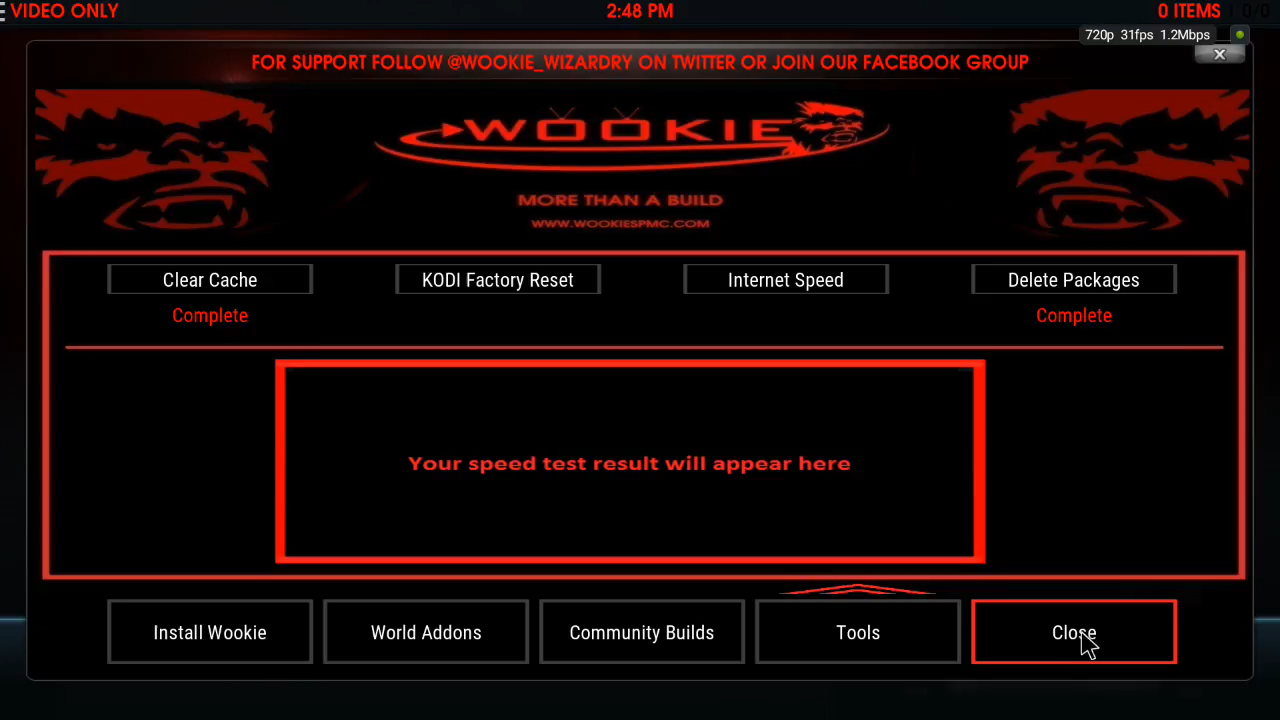 VIDEO ONLY
2:48 PM
0 ITEMS 0/0
720p 31fps 1.2Mbps
x
FOR SUPPORT FOLLOW @WOOKIE_WIZARDRY ON TWITTER OR JOIN OUR FACEBOOK GROUP
WOOKIE
MORE THAN A BUILD
WWW.WOOKIESPMC.COM
Clear Cache
KODI Factory Reset
Internet Speed
Delete Packages
Complete
Complete
Your speed test result will appear here
Install Wookie
World Addons
Community Builds
Tools
Close